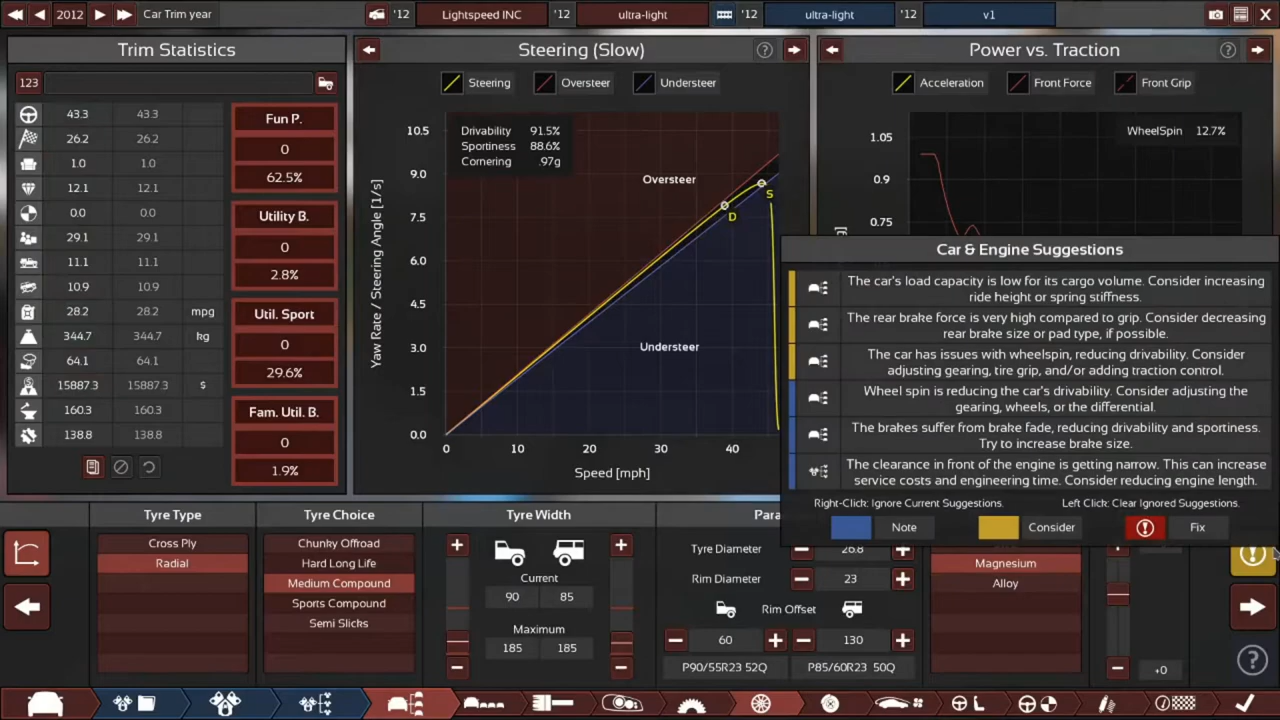 2012
Car Trim year
'12
Lightspeed INC
'12
ultra-light
'12
ultra-light
'12
v1
Trim Statistics
123
43.3 43.3
26.2 26.2
1.0 1.0
12.1 12.1
0.0 0.0
29.1 29.1
11.1 11.1
10.9 10.9
28.2 28.2 mpg
344.7 344.7 kg
64.1 64.1
15887.3 15887.3 $
160.3 160.3
138.8 138.8
Fun P.
0
62.5%
Utility B.
0
2.8%
Util. Sport
0
29.6%
Fam. Util. B.
0
1.9%
Steering (Slow)
?
Steering
Oversteer
Understeer
Drivability 91.5%
Sportiness 88.6%
Cornering .97g
Yaw Rate / Steering Angle [1/s]
10.5
9.0
7.5
6.0
4.5
3.0
1.5
0.0
Oversteer
S
D
Understeer
0 10 20 30 40
Speed [mph]
Power vs. Traction
?
Acceleration
Front Force
Front Grip
1.05
0.9
0.75
WheelSpin 12.7%
Car & Engine Suggestions
The car's load capacity is low for its cargo volume. Consider increasing
ride height or spring stiffness.
The rear brake force is very high compared to grip. Consider decreasing
rear brake size or pad type, if possible.
The car has issues with wheelspin, reducing drivability. Consider
adjusting gearing, tire grip, and/or adding traction control.
Wheel spin is reducing the car's drivability. Consider adjusting the
gearing, wheels, or the differential.
The brakes suffer from brake fade, reducing drivability and sportiness.
Try to increase brake size.
The clearance in front of the engine is getting narrow. This can increase
service costs and engineering time. Consider reducing engine length.
Right-Click: Ignore Current Suggestions.
Left Click: Clear Ignored Suggestions.
Note
Consider
Fix
Tyre Type
Cross Ply
Radial
Tyre Choice
Chunky Offroad
Hard Long Life
Medium Compound
Sports Compound
Semi Slicks
Tyre Width
Current
90 85
Maximum
185 185
Tyre Diameter
26.8
Rim Diameter
23
Rim Offset
60
130
P90/55R23 52Q
P85/60R23 50Q
Magnesium
Alloy
+0
?